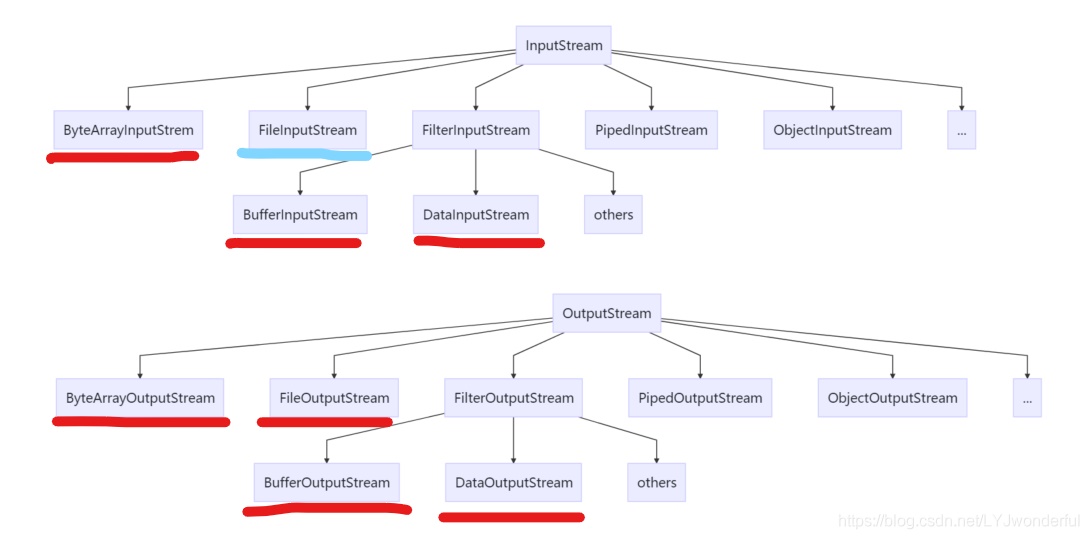 InputStream
ByteArrayInputStrem
FileInputStream
FilterInputStream
PipedInputStream
ObjectInputStream
...
BufferInputStream
DataInputStream
others
OutputStream
ByteArrayOutputStream
FileOutputStream
FilterOutputStream
PipedOutputStream
ObjectOutputStream
...
BufferOutputStream
DataOutputStream
others
https://blog.csdn.net/LYJwonderful